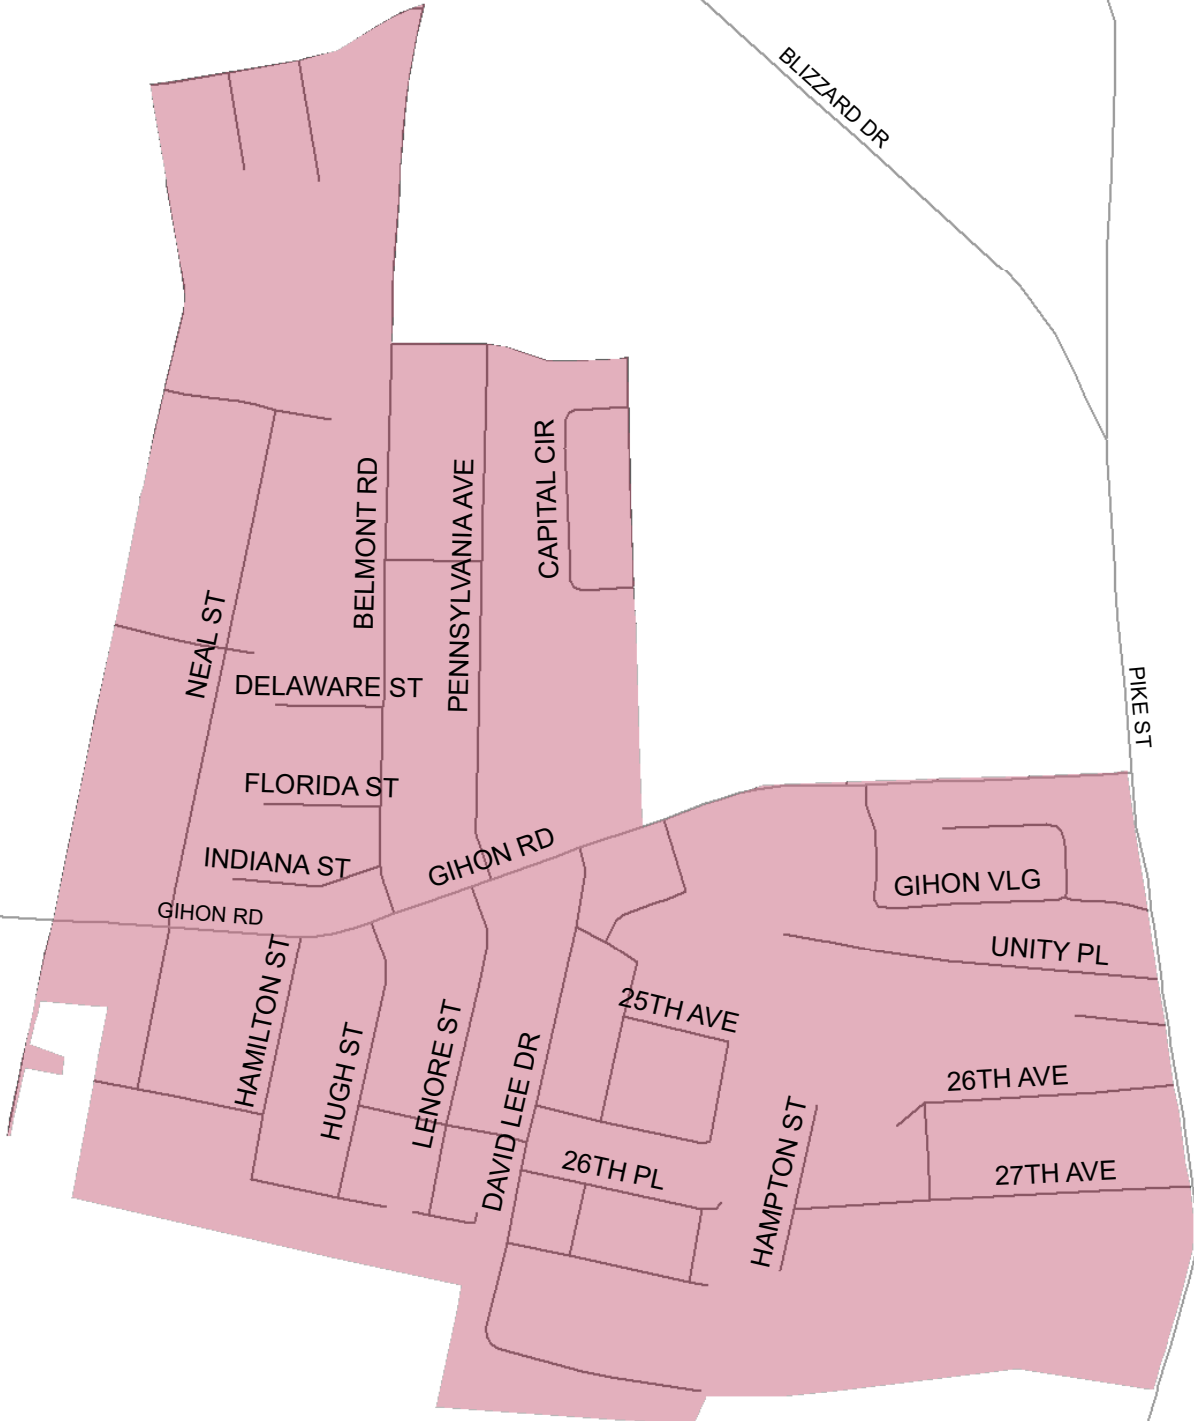 BLIZZARD DR
CAPITAL CIR
BELMONT RD
PENNSYLVANIA AVE
NEAL ST
DELAWARE ST
PIKE ST
FLORIDA ST
INDIANA ST
GIHON RD
GIHON VLG
GIHON RD
UNITY PL
HAMILTON ST
25TH AVE
HUGH ST
LENORE ST
DAVID LEE DR
26TH AVE
HAMPTON ST
26TH PL
27TH AVE